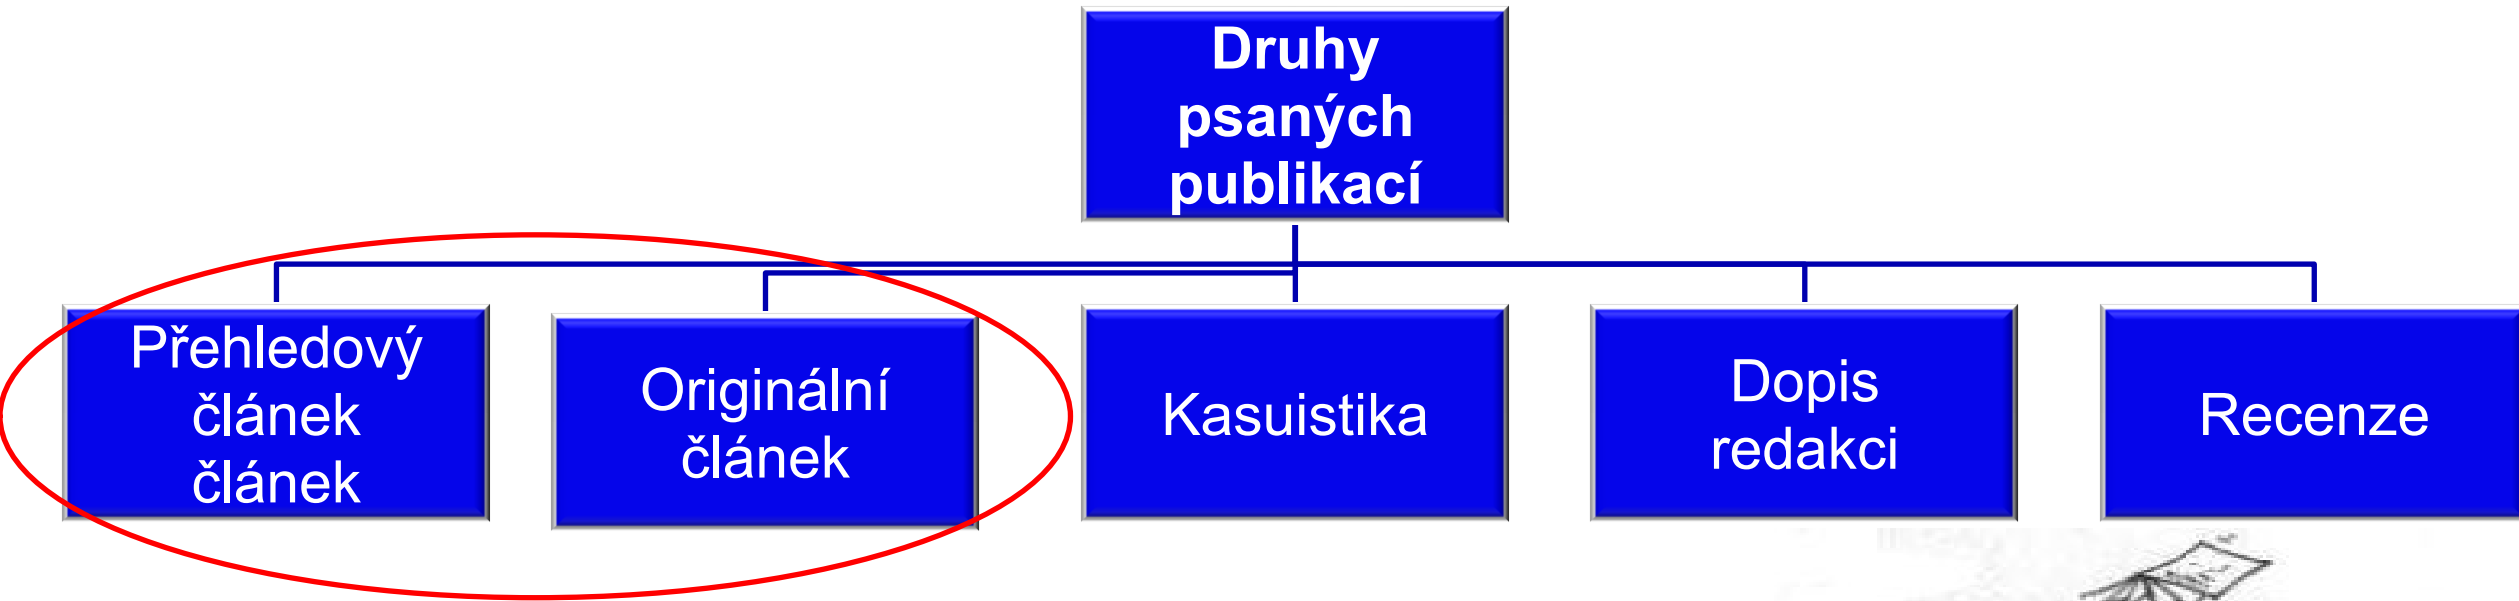 Druhy
psaných
publikací
Přehledový
článek
článek
Originální
článek
Kasuistika
Dopis
redakci
Recenze